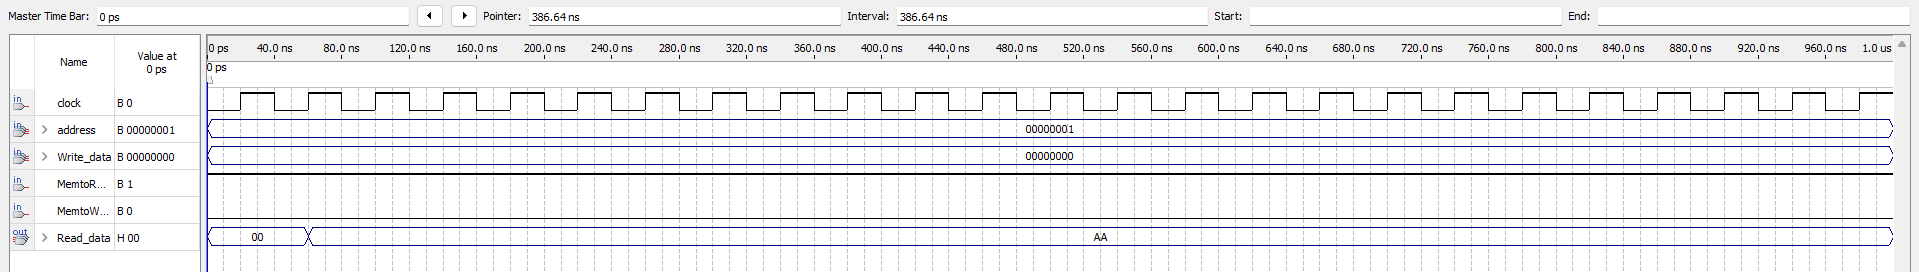 Master Time Bar: 0 ps Pointer: 386.64 ns Interval: 386.64 ns Start: End:
Name Value at 0 ps
0 ps 40.0 ns 80.0 ns 120.0 ns 160.0 ns 200.0 ns 240.0 ns 280.0 ns 320.0 ns 360.0 ns 400.0 ns 440.0 ns 480.0 ns 520.0 ns 560.0 ns 600.0 ns 640.0 ns 680.0 ns 720.0 ns 760.0 ns 800.0 ns 840.0 ns 880.0 ns 920.0 ns 960.0 ns 1.0 us
0 ps
in clock B 0
in address B 00000001 00000001
in Write_data B 00000000 00000000
in MemtoR... B 1
in MemtoW... B 0
out Read_data H 00 00 AA